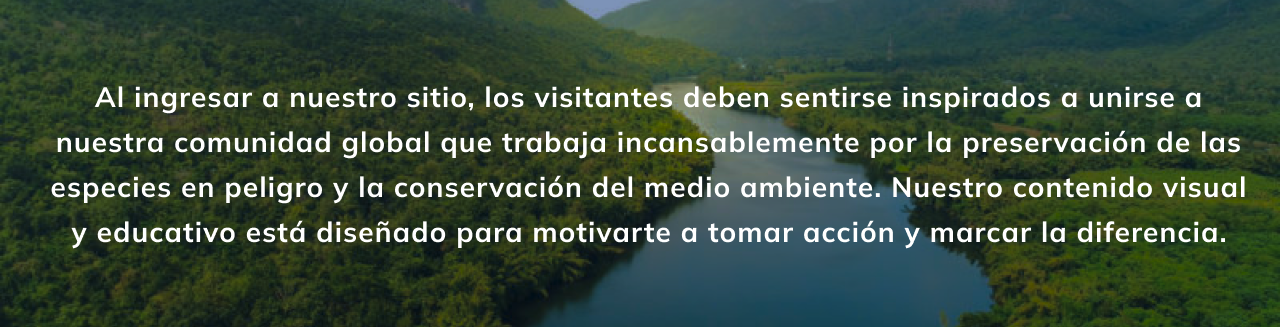 Al ingresar a nuestro sitio, los visitantes deben sentirse inspirados a unirse a
nuestra comunidad global que trabaja incansablemente por la preservación de las
especies en peligro y la conservación del medio ambiente. Nuestro contenido visual
y educativo está diseñado para motivarte a tomar acción y marcar la diferencia.